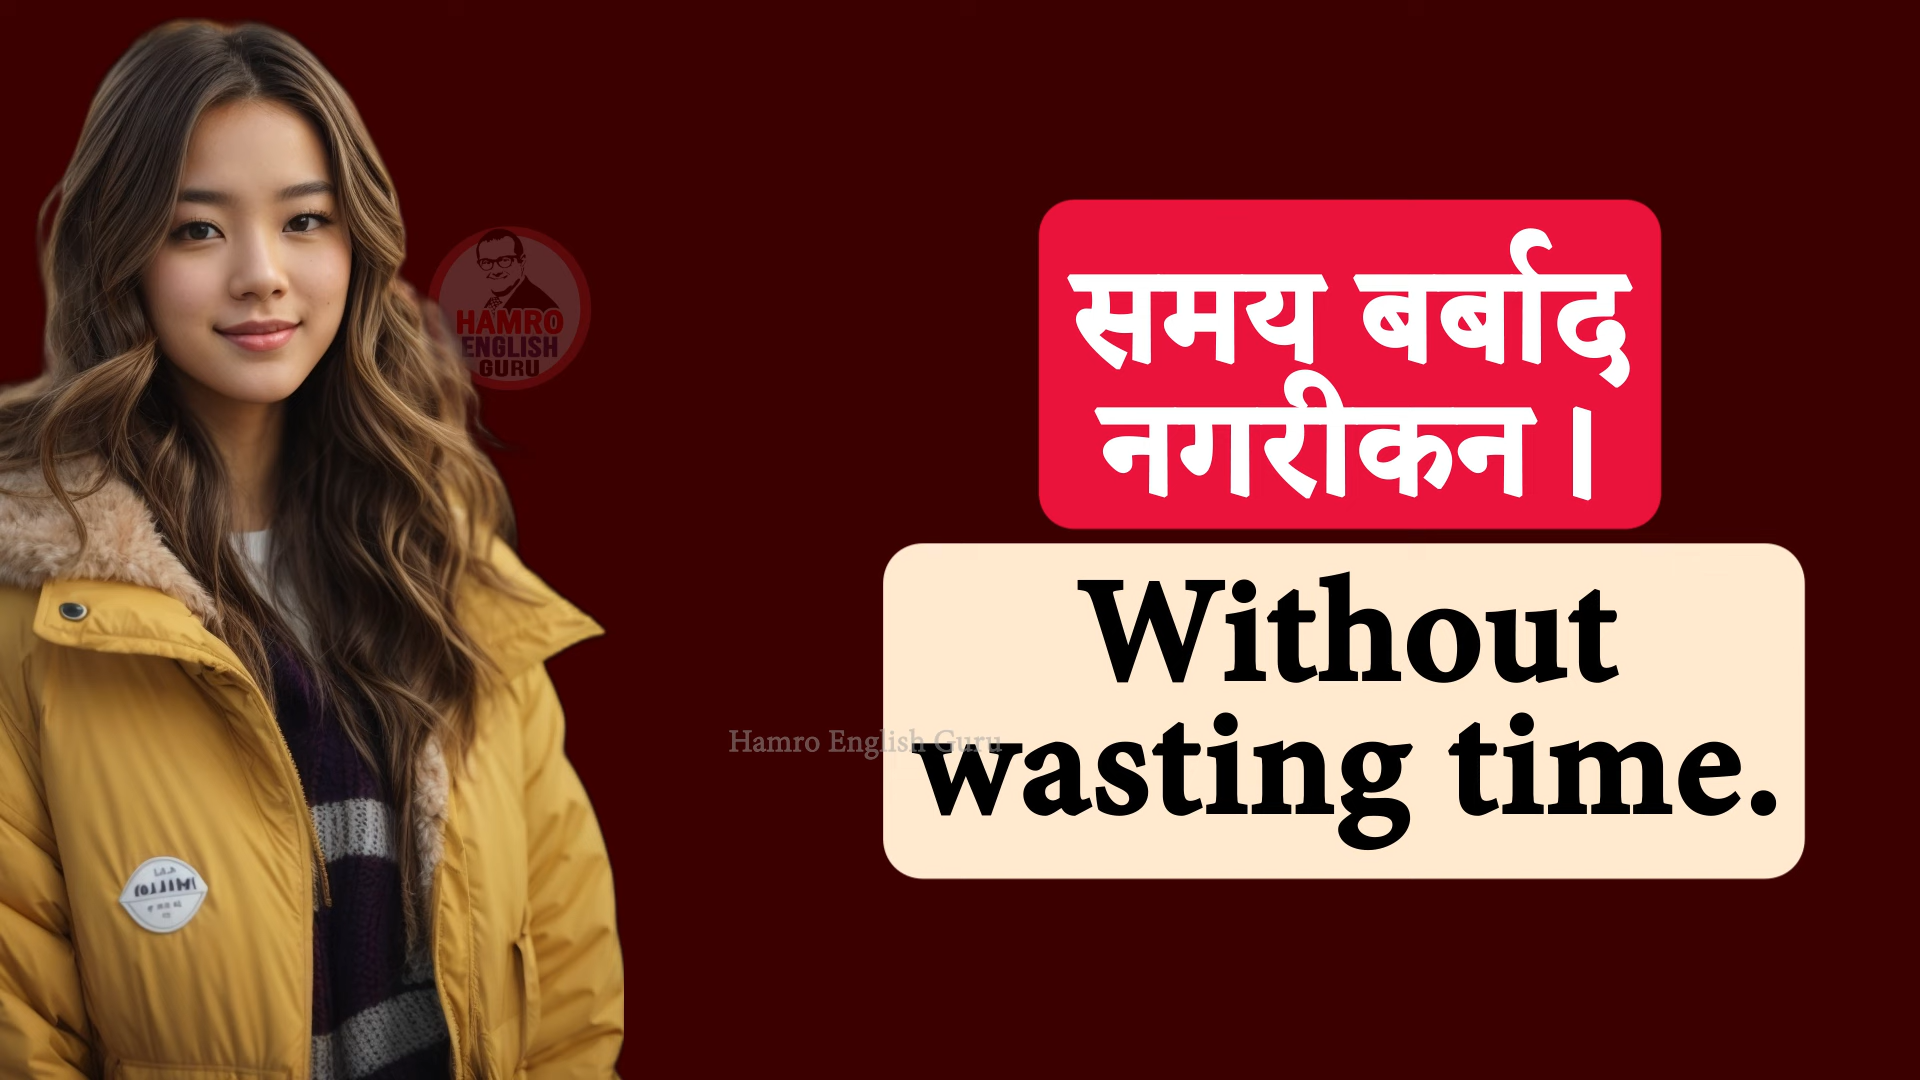 HAMRO
ENGLISH
GURU
समय बर्बाद
नगरीकन ।
Without
wasting time.
Hamro English Guru